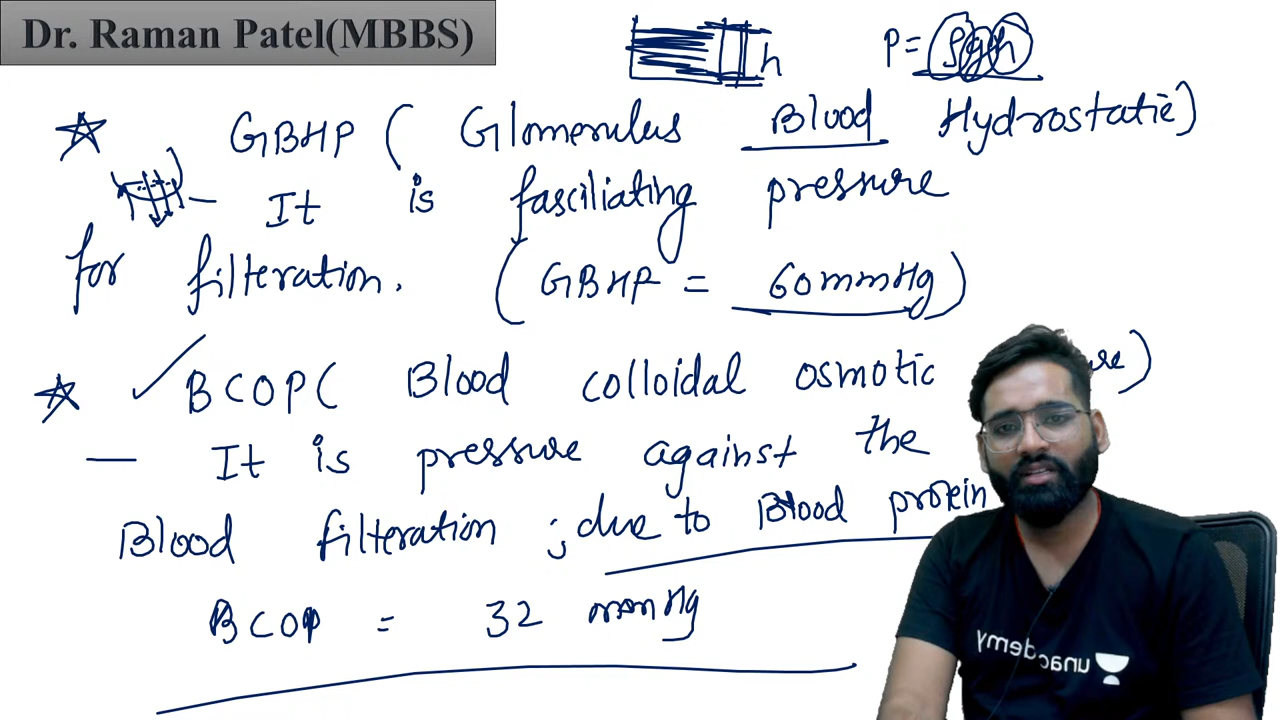 Dr. Raman Patel(MBBS)
h
P = ρgh
GBHP ( Glomerulus Blood Hydrostatic)
- It is fasciliating pressure
for filteration. (GBHP = 60mmHg)
✓ BCOP( Blood colloidal osmotic
— It is pressure against the
Blood filteration ; due to Blood protein
BCOP = 32 mmHg
unacademy